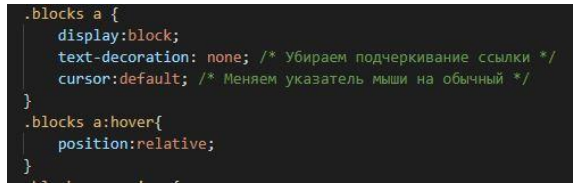 .blocks a {
display:block;
text-decoration: none; /* Убираем подчеркивание ссылки */
cursor:default; /* Меняем указатель мыши на обычный */
}
.blocks a:hover{
position:relative;
}